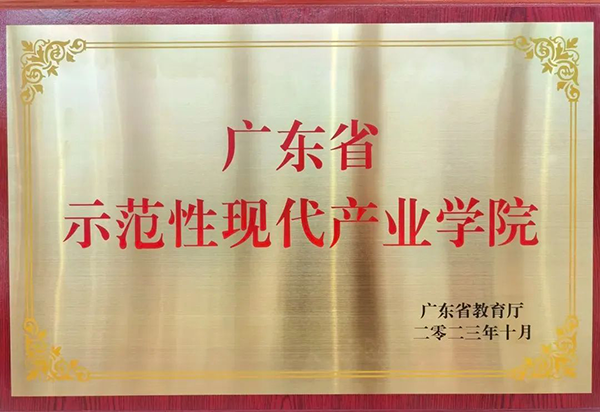 广东省
示范性现代产业学院
广东省教育厅
二零二三年十月